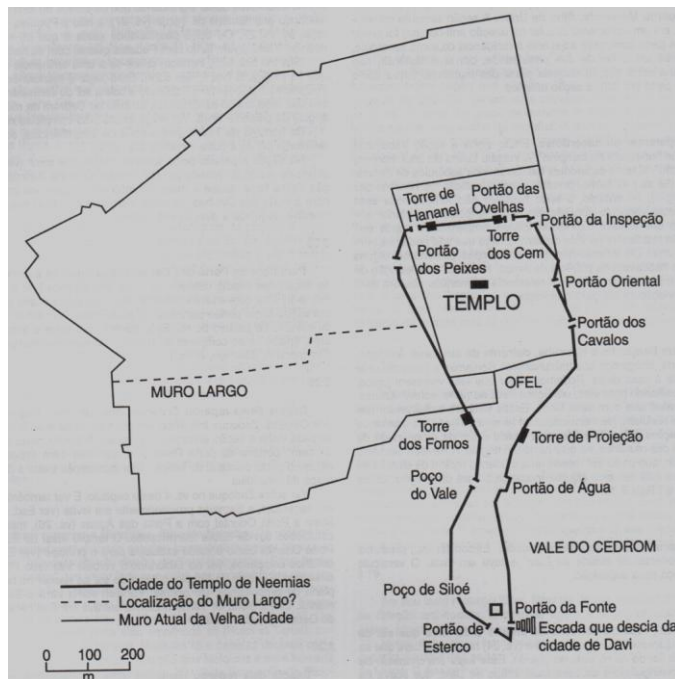 Torre de
Hananel
Portão das
Ovelhas
Portão da Inspeção
Torre
dos Cem
Portão
dos Peixes
TEMPLO
Portão Oriental
Portão dos
Cavalos
MURO LARGO
OFEL
Torre
dos Fornos
Torre de Projeção
Poço
do Vale
Portão de Água
VALE DO CEDROM
Poço de Siloé
Portão da Fonte
Portão de
Esterco
Escada que descia da
cidade de Davi
Cidade do Templo de Neemias
Localização do Muro Largo?
Muro Atual da Velha Cidade
0 100 200
m